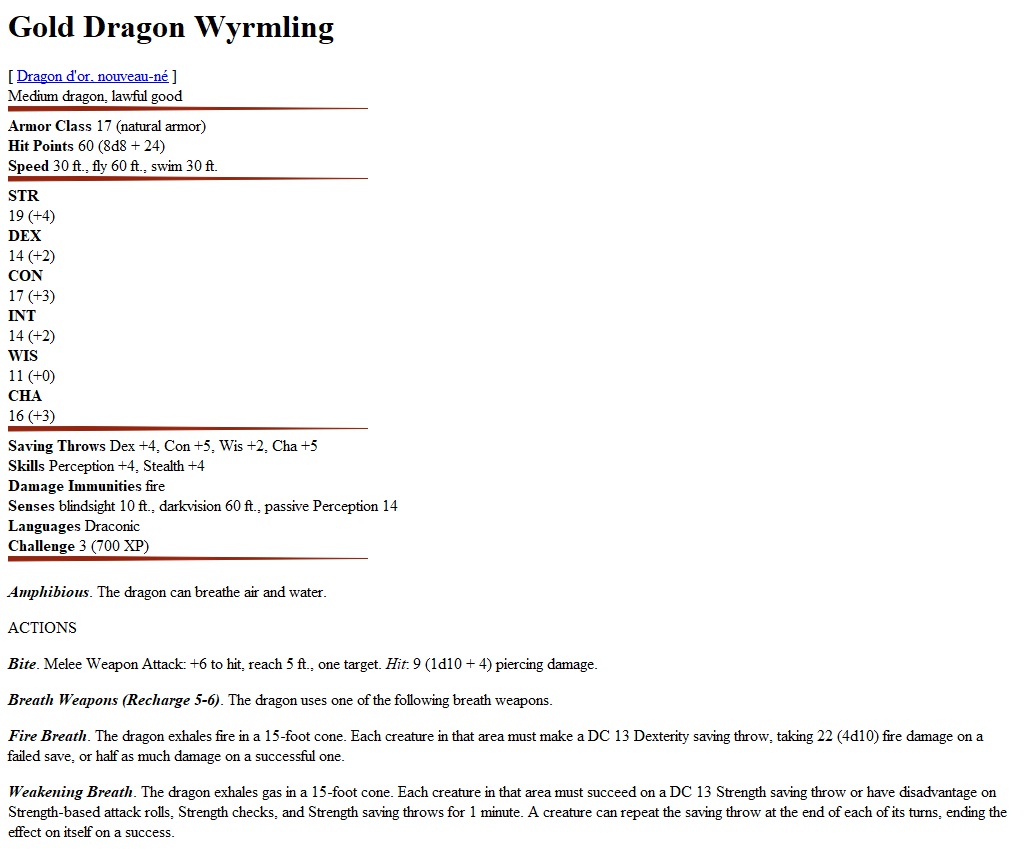 Gold Dragon Wyrmling
[ Dragon d'or, nouveau-né ]
Medium dragon, lawful good
Armor Class 17 (natural armor)
Hit Points 60 (8d8 + 24)
Speed 30 ft., fly 60 ft., swim 30 ft.
STR
19 (+4)
DEX
14 (+2)
CON
17 (+3)
INT
14 (+2)
WIS
11 (+0)
CHA
16 (+3)
Saving Throws Dex +4, Con +5, Wis +2, Cha +5
Skills Perception +4, Stealth +4
Damage Immunities fire
Senses blindsight 10 ft., darkvision 60 ft., passive Perception 14
Languages Draconic
Challenge 3 (700 XP)
Amphibious. The dragon can breathe air and water.
ACTIONS
Bite. Melee Weapon Attack: +6 to hit, reach 5 ft., one target. Hit: 9 (1d10 + 4) piercing damage.
Breath Weapons (Recharge 5-6). The dragon uses one of the following breath weapons.
Fire Breath. The dragon exhales fire in a 15-foot cone. Each creature in that area must make a DC 13 Dexterity saving throw, taking 22 (4d10) fire damage on a
failed save, or half as much damage on a successful one.
Weakening Breath. The dragon exhales gas in a 15-foot cone. Each creature in that area must succeed on a DC 13 Strength saving throw or have disadvantage on
Strength-based attack rolls, Strength checks, and Strength saving throws for 1 minute. A creature can repeat the saving throw at the end of each of its turns, ending the
effect on itself on a success.